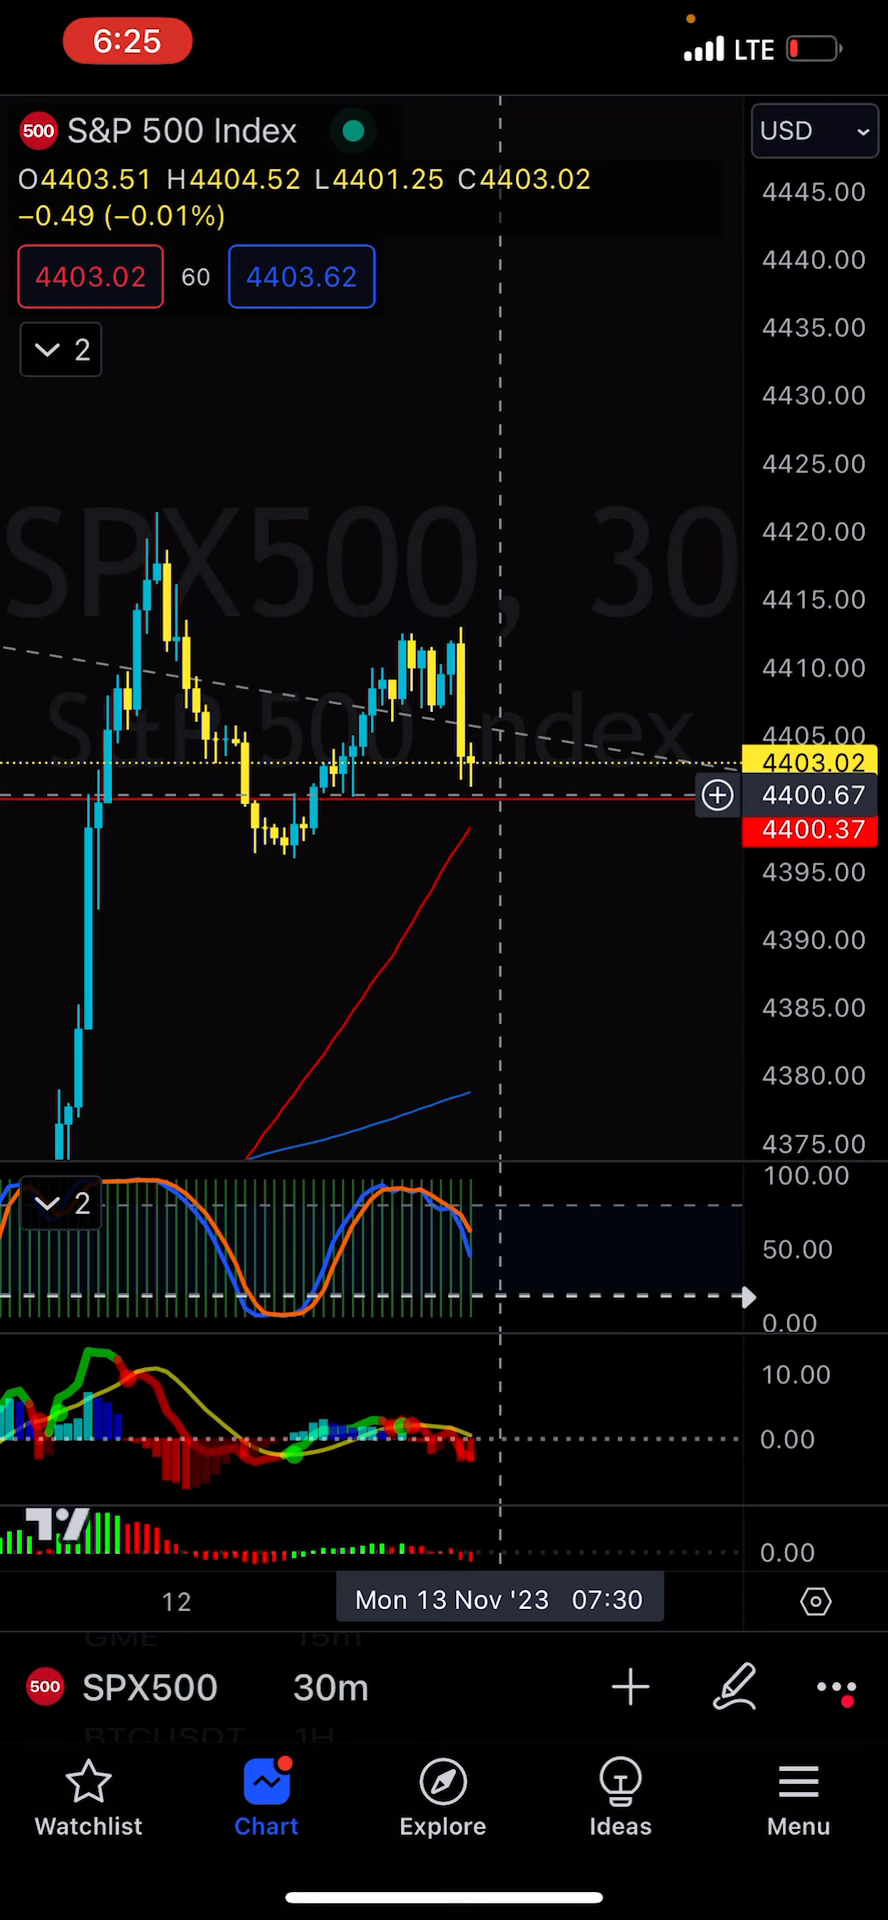 6:25
LTE
500 S&P 500 Index
USD
O4403.51 H4404.52 L4401.25 C4403.02
−0.49 (−0.01%)
4403.02 60 4403.62
2
4445.00
4440.00
4435.00
4430.00
4425.00
4420.00
4415.00
4410.00
4405.00
4403.02
4400.67
4400.37
4395.00
4390.00
4385.00
4380.00
4375.00
SPX500, 30
S&P 500 Index
2
100.00
50.00
0.00
10.00
0.00
0.00
12
Mon 13 Nov '23 07:30
GME 15m
500 SPX500 30m
BTCUSDT 1H
Watchlist
Chart
Explore
Ideas
Menu